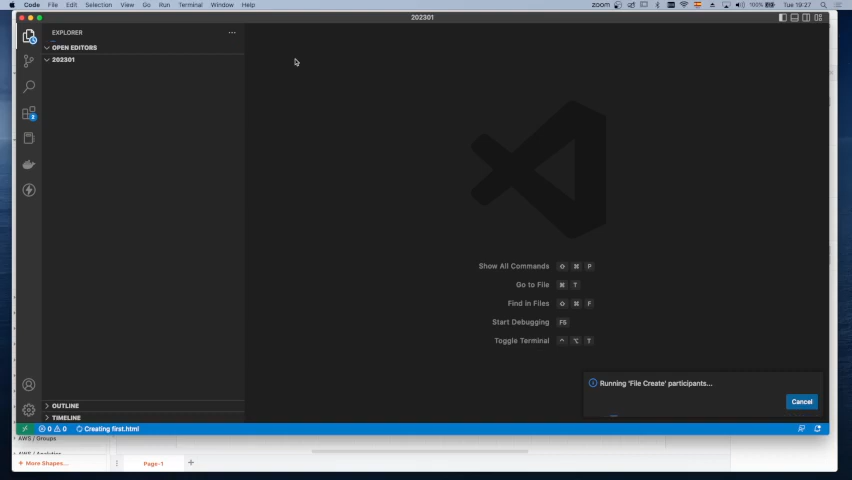 Code File Edit Selection View Go Run Terminal Window Help
zoom 100% Tue 19:27
202301
EXPLORER
OPEN EDITORS
202301
Show All Commands ⇧ ⌘ P
Go to File ⌘ T
Find in Files ⇧ ⌘ F
Start Debugging F5
Toggle Terminal ^ ⌥ T
Running 'File Create' participants...
Cancel
OUTLINE
TIMELINE
0 0 Creating first.html
AWS / Groups
AWS / Analytics
+ More Shapes...
Page-1